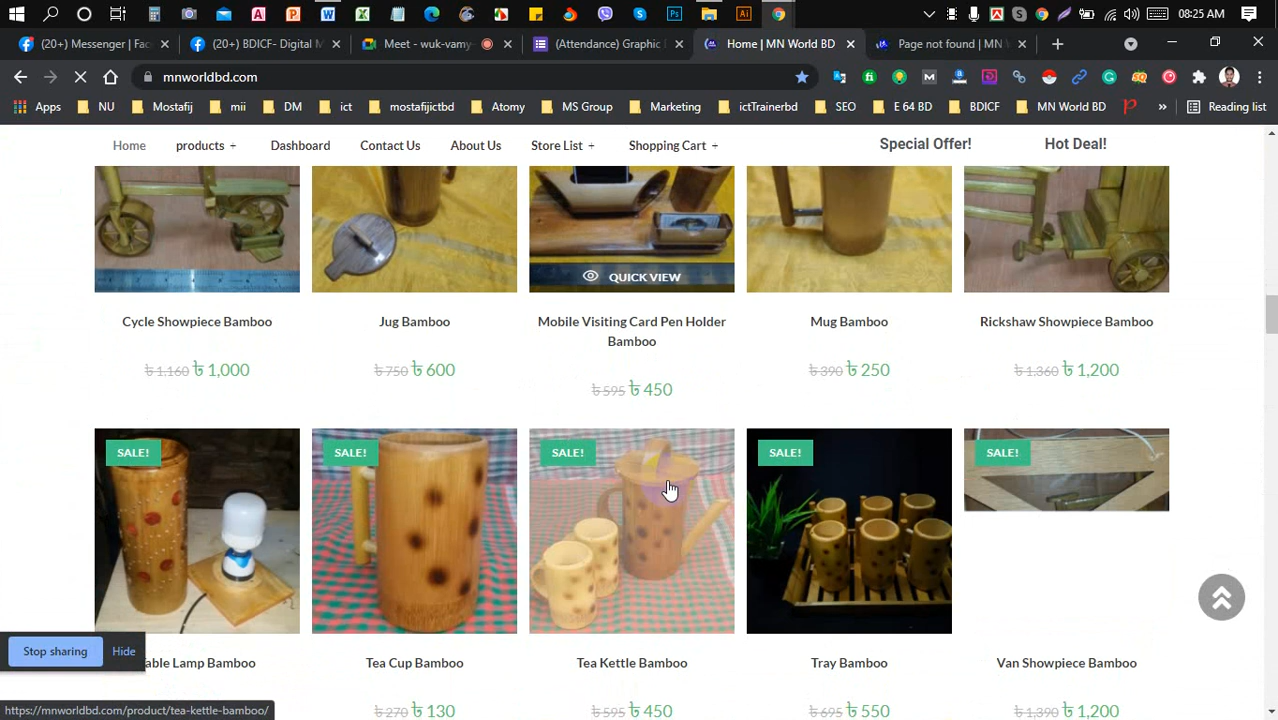 08:25 AM
(20+) Messenger | Fac
(20+) BDICF- Digital M
Meet - wuk-vamy
(Attendance) Graphic
Home | MN World BD
Page not found | MN
mnworldbd.com
Apps NU Mostafij mii DM ict mostafijictbd Atomy MS Group Marketing ictTrainerbd SEO E 64 BD BDICF MN World BD » Reading list
Home products + Dashboard Contact Us About Us Store List + Shopping Cart + Special Offer! Hot Deal!
QUICK VIEW
Cycle Showpiece Bamboo
৳ 1,160 ৳ 1,000
Jug Bamboo
৳ 750 ৳ 600
Mobile Visiting Card Pen Holder
Bamboo
৳ 595 ৳ 450
Mug Bamboo
৳ 390 ৳ 250
Rickshaw Showpiece Bamboo
৳ 1,360 ৳ 1,200
SALE! SALE! SALE! SALE! SALE!
able Lamp Bamboo
Tea Cup Bamboo
৳ 270 ৳ 130
Tea Kettle Bamboo
৳ 595 ৳ 450
Tray Bamboo
৳ 695 ৳ 550
Van Showpiece Bamboo
৳ 1,390 ৳ 1,200
Stop sharing Hide
https://mnworldbd.com/product/tea-kettle-bamboo/